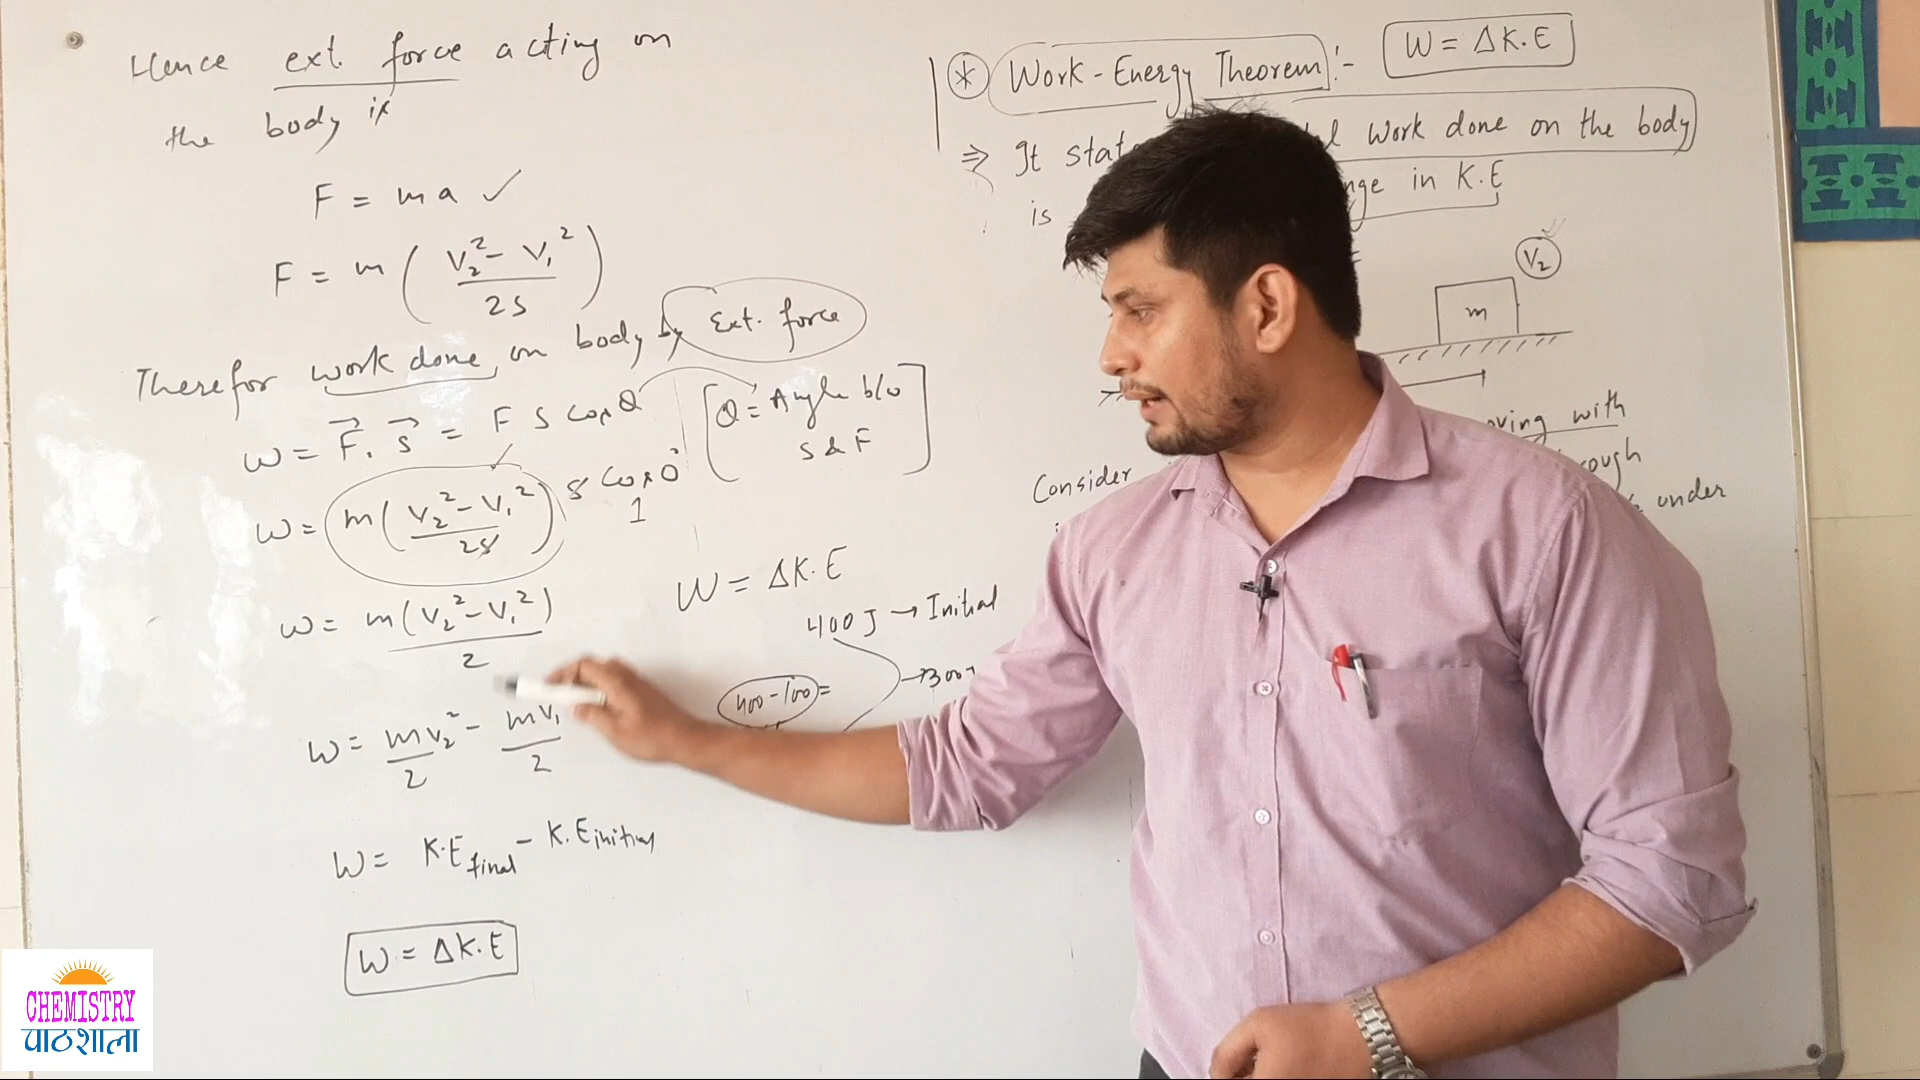 Hence ext. force acting on
the body is
F = ma ✓
F = m ( V₂² - V₁² / 2S )
Therefor work done, on body by Ext. force
W = F⃗. S⃗ = F S Cos θ
[ θ = Angle b/w
S & F ]
W = m ( V₂² - V₁² / 2S ) S Cos 0°
1
W = m ( V₂² - V₁² ) / 2
W = mV₂² / 2 - mV₁ / 2
W = K.E final - K.E initial
W = ΔK.E
W = ΔK.E
400 J → Initial
400-100 =
→ 300
* Work - Energy Theorem :- W = ΔK.E
⇒ It work done on the body
is in K.E
V₂
m
with
Consider
under
CHEMISTRY
पाठशाला